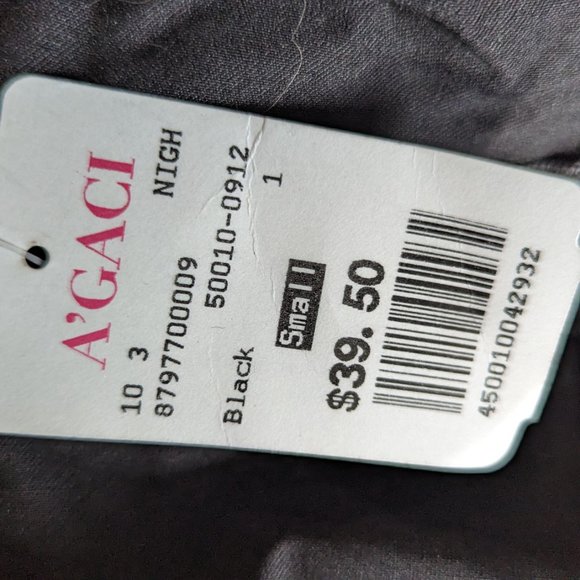 A'GACI
10 3 NIGH
8797700009
50010-0912
Black 1
Small
$39.50
450010042932